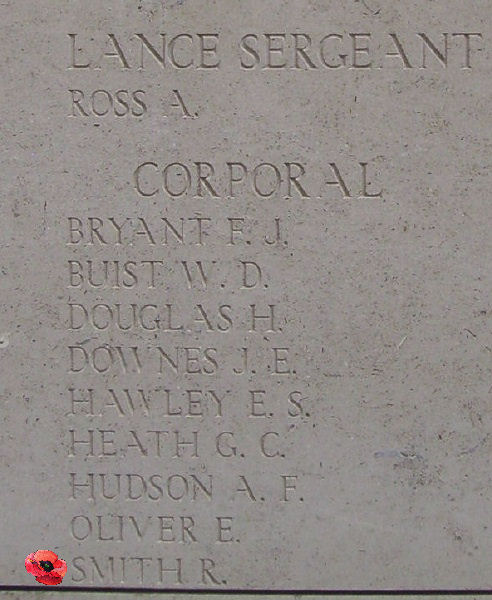 LANCE SERGEANT
ROSS A.
CORPORAL
BRYANT F. J.
BUIST W. D.
DOUGLAS H.
DOWNES J. E.
HAWLEY E. S.
HEATH G. C.
HUDSON A. F.
OLIVER E.
SMITH R.